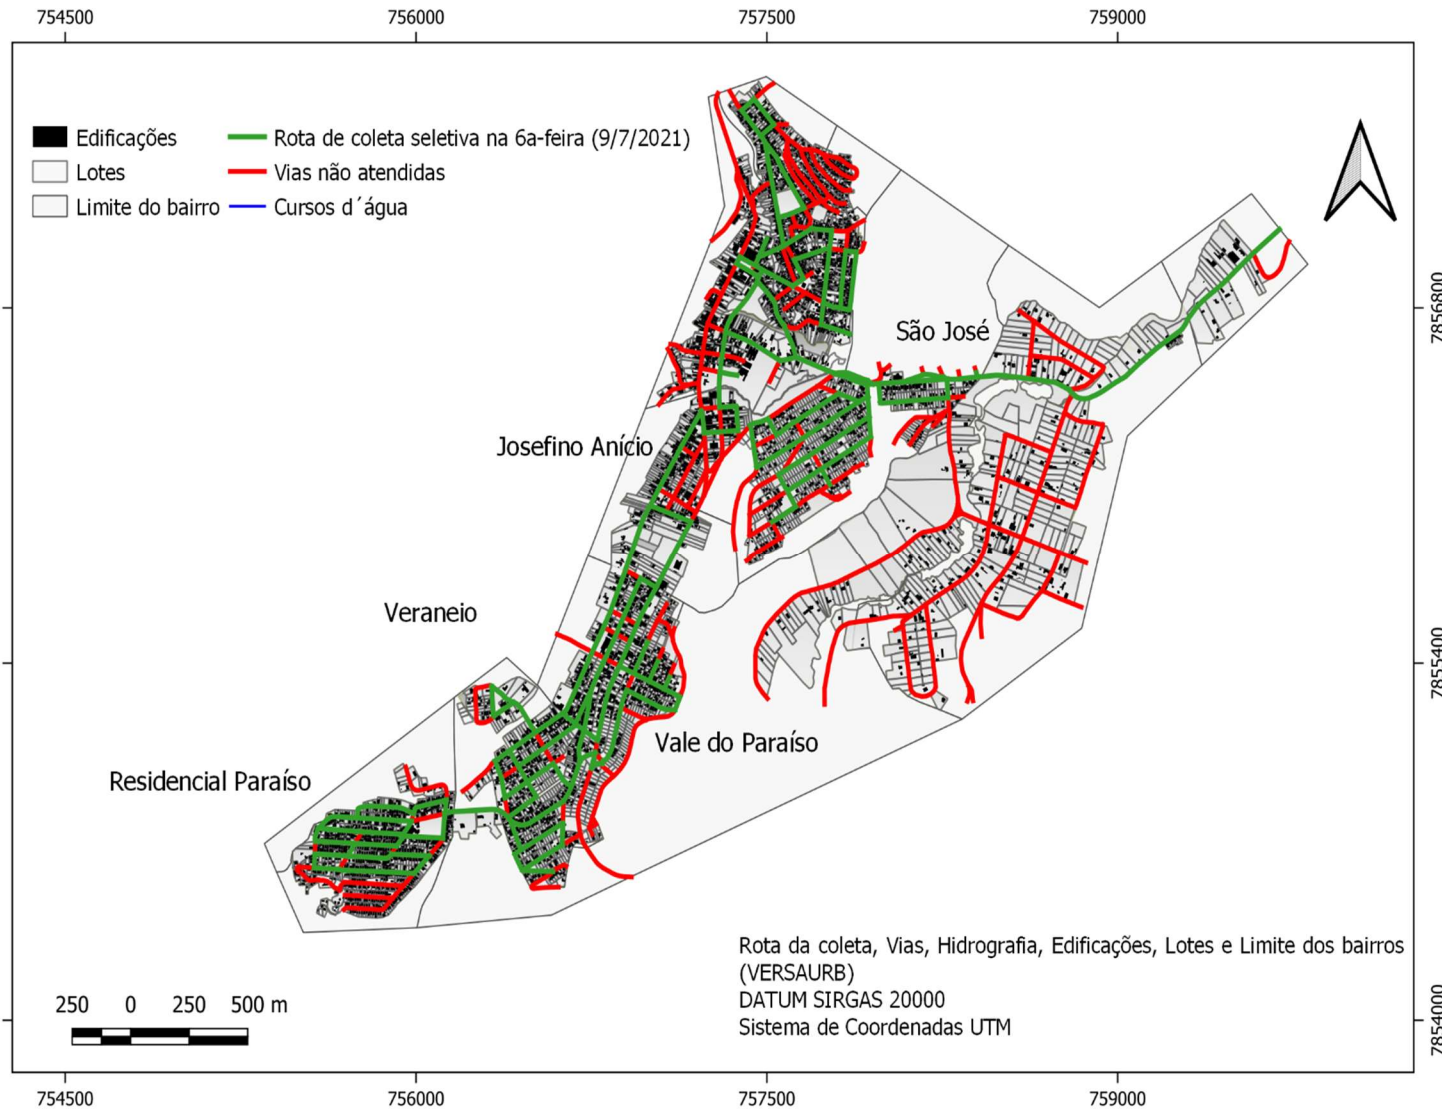 754500 756000 757500 759000
Edificações
Rota de coleta seletiva na 6a-feira (9/7/2021)
Lotes
Vias não atendidas
Limite do bairro
Cursos d´água
7856800
São José
Josefino Anício
Veraneio
7855400
Vale do Paraíso
Residencial Paraíso
Rota da coleta, Vias, Hidrografia, Edificações, Lotes e Limite dos bairros
(VERSAURB)
DATUM SIRGAS 20000
Sistema de Coordenadas UTM
250 0 250 500 m
7854000
754500 756000 757500 759000